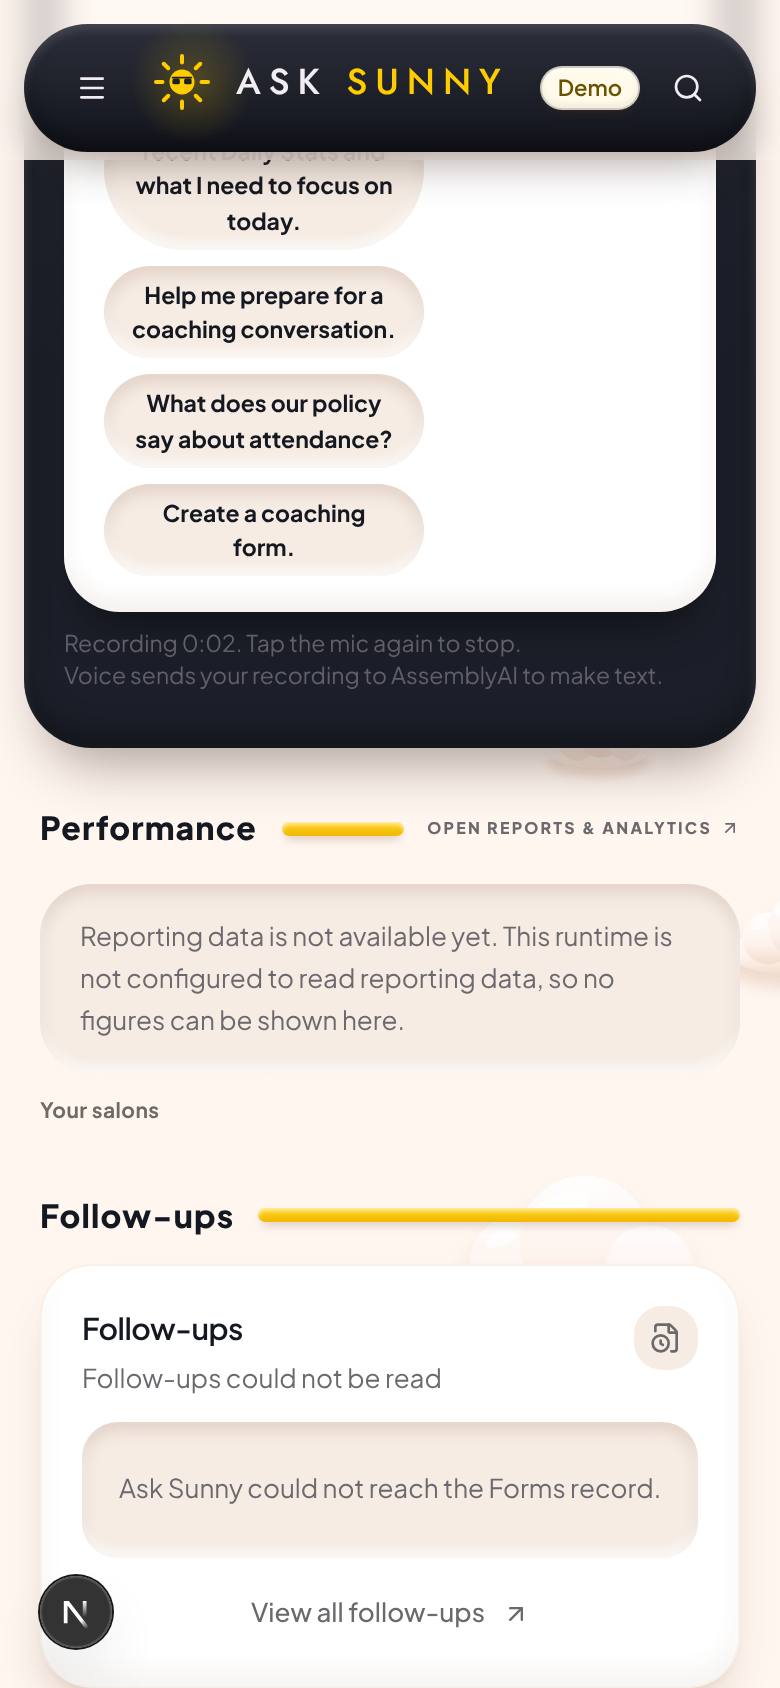 ASK SUNNY
Demo
recent Daily Stats and
what I need to focus on
today.
Help me prepare for a
coaching conversation.
What does our policy
say about attendance?
Create a coaching
form.
Recording 0:02. Tap the mic again to stop.
Voice sends your recording to AssemblyAI to make text.
Performance
OPEN REPORTS & ANALYTICS
Reporting data is not available yet. This runtime is
not configured to read reporting data, so no
figures can be shown here.
Your salons
Follow-ups
Follow-ups
Follow-ups could not be read
Ask Sunny could not reach the Forms record.
N
View all follow-ups